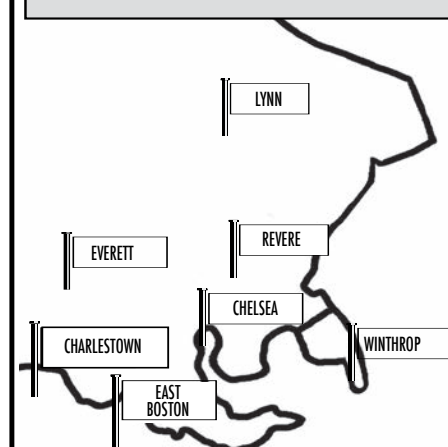 LYNN
REVERE
EVERETT
CHELSEA
CHARLESTOWN
WINTHROP
EAST
BOSTON